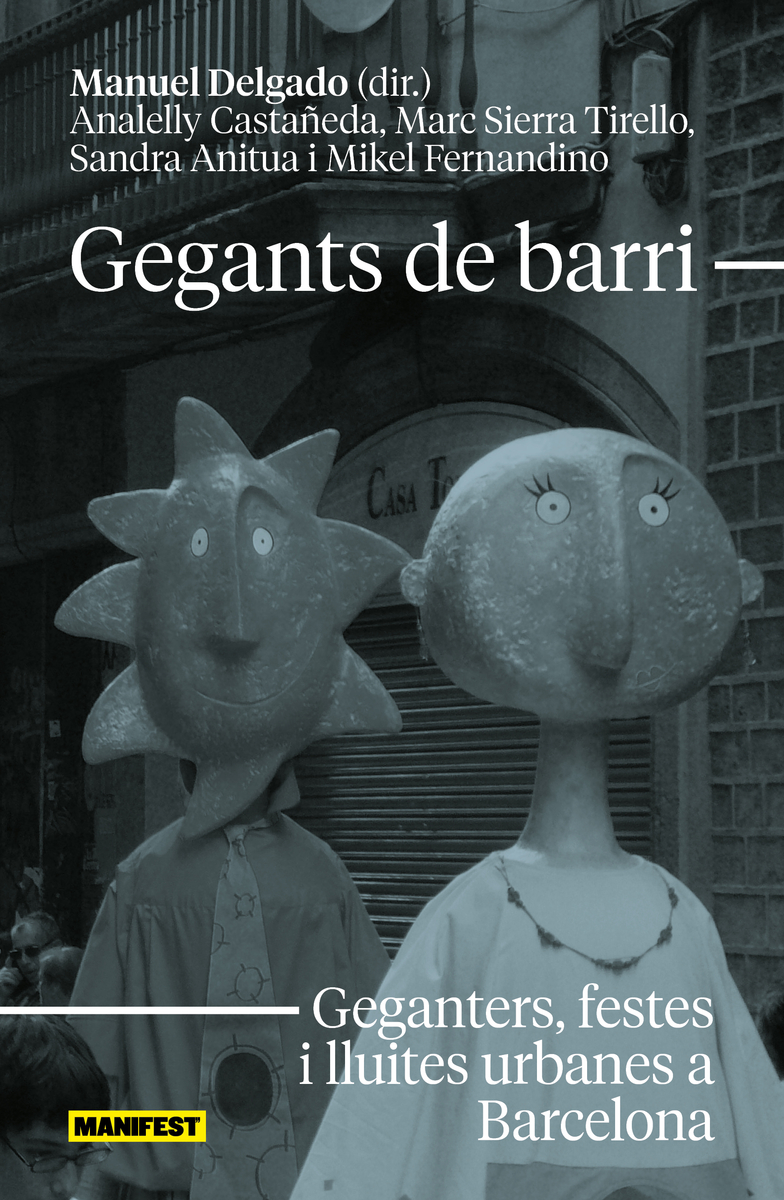 Manuel Delgado (dir.)
Analelly Castañeda, Marc Sierra Tirello,
Sandra Anitua i Mikel Fernandino
Gegants de barri
CASA
Geganters, festes
i lluites urbanes a
Barcelona
MANIFEST